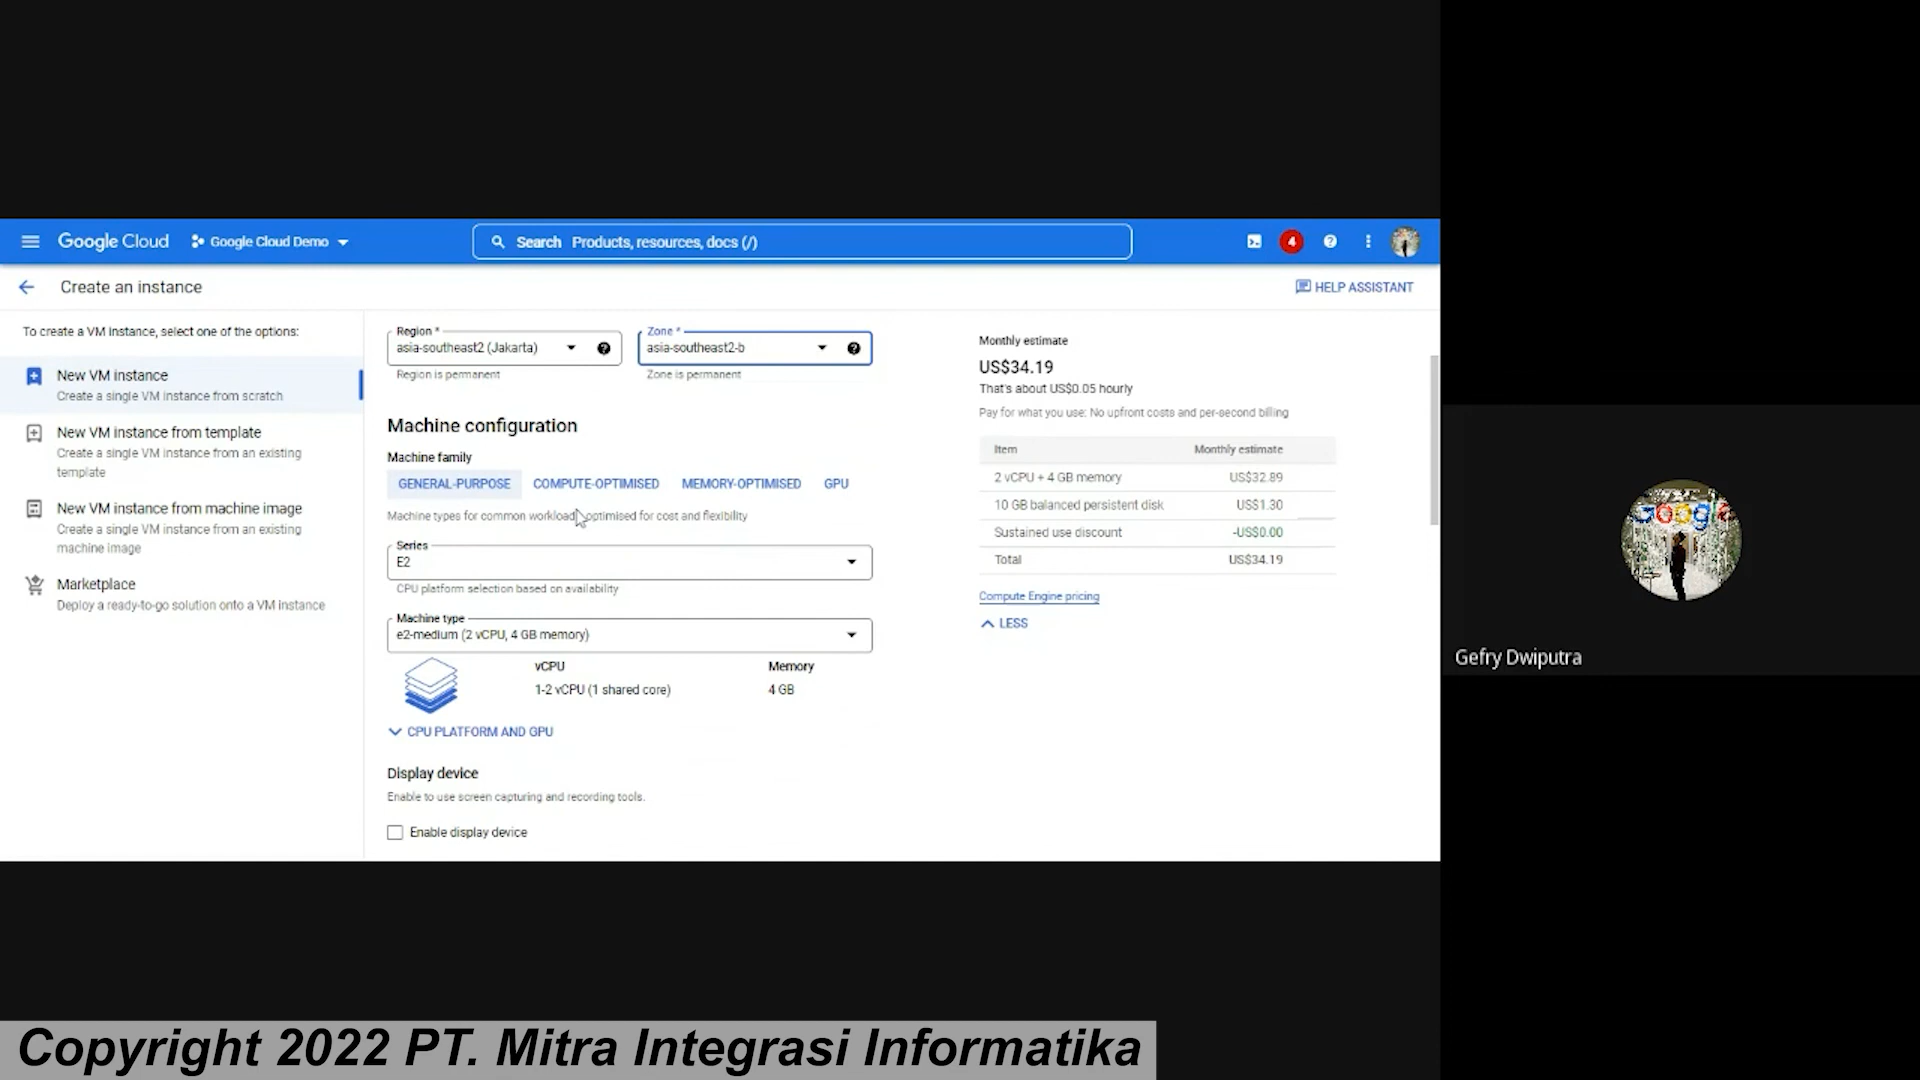 Google Cloud
Google Cloud Demo
Search Products, resources, docs (/)
4
Create an instance
HELP ASSISTANT
To create a VM instance, select one of the options:
New VM instance
Create a single VM instance from scratch
New VM instance from template
Create a single VM instance from an existing
template
New VM instance from machine image
Create a single VM instance from an existing
machine image
Marketplace
Deploy a ready-to-go solution onto a VM instance
Region *
asia-southeast2 (Jakarta)
Region is permanent
Zone *
asia-southeast2-b
Zone is permanent
Machine configuration
Machine family
GENERAL-PURPOSE COMPUTE-OPTIMISED MEMORY-OPTIMISED GPU
Machine types for common workloads, optimised for cost and flexibility
Series
E2
CPU platform selection based on availability
Machine type
e2-medium (2 vCPU, 4 GB memory)
vCPU Memory
1-2 vCPU (1 shared core) 4 GB
CPU PLATFORM AND GPU
Display device
Enable to use screen capturing and recording tools.
Enable display device
Monthly estimate
US$34.19
That's about US$0.05 hourly
Pay for what you use: No upfront costs and per-second billing
Item Monthly estimate
2 vCPU + 4 GB memory US$32.89
10 GB balanced persistent disk US$1.30
Sustained use discount -US$0.00
Total US$34.19
Compute Engine pricing
LESS
Google
Gefry Dwiputra
Copyright 2022 PT. Mitra Integrasi Informatika